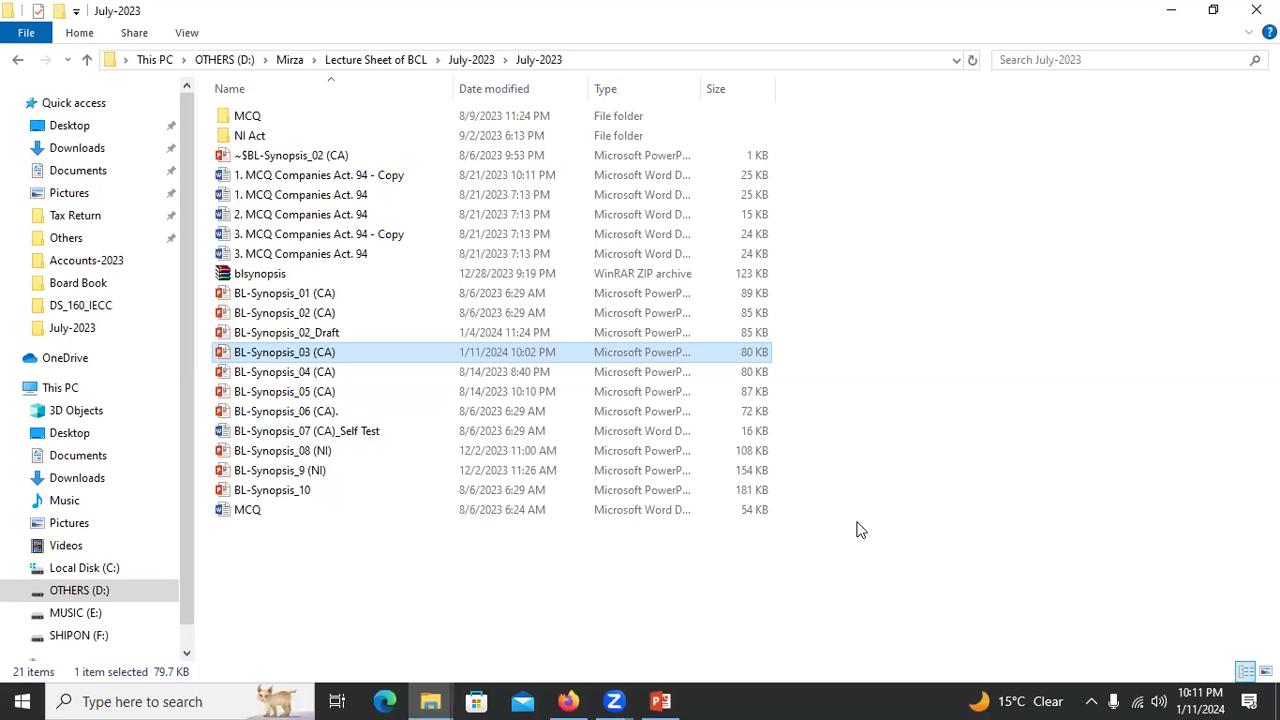 July-2023
File Home Share View
This PC OTHERS (D:) Mirza Lecture Sheet of BCL July-2023 July-2023
Search July-2023
Name Date modified Type Size
Quick access
Desktop
Downloads
Documents
Pictures
Tax Return
Others
Accounts-2023
Board Book
DS_160_IECC
July-2023
OneDrive
This PC
3D Objects
Desktop
Documents
Downloads
Music
Pictures
Videos
Local Disk (C:)
OTHERS (D:)
MUSIC (E:)
SHIPON (F:)
MCQ 8/9/2023 11:24 PM File folder
NI Act 9/2/2023 6:13 PM File folder
~$BL-Synopsis_02 (CA) 8/6/2023 9:53 PM Microsoft PowerP... 1 KB
1. MCQ Companies Act. 94 - Copy 8/21/2023 10:11 PM Microsoft Word D... 25 KB
1. MCQ Companies Act. 94 8/21/2023 7:13 PM Microsoft Word D... 25 KB
2. MCQ Companies Act. 94 8/21/2023 7:13 PM Microsoft Word D... 15 KB
3. MCQ Companies Act. 94 - Copy 8/21/2023 7:13 PM Microsoft Word D... 24 KB
3. MCQ Companies Act. 94 8/21/2023 7:13 PM Microsoft Word D... 24 KB
blsynopsis 12/28/2023 9:19 PM WinRAR ZIP archive 123 KB
BL-Synopsis_01 (CA) 8/6/2023 6:29 AM Microsoft PowerP... 89 KB
BL-Synopsis_02 (CA) 8/6/2023 6:29 AM Microsoft PowerP... 85 KB
BL-Synopsis_02_Draft 1/4/2024 11:24 PM Microsoft PowerP... 85 KB
BL-Synopsis_03 (CA) 1/11/2024 10:02 PM Microsoft PowerP... 80 KB
BL-Synopsis_04 (CA) 8/14/2023 8:40 PM Microsoft PowerP... 80 KB
BL-Synopsis_05 (CA) 8/14/2023 10:10 PM Microsoft PowerP... 87 KB
BL-Synopsis_06 (CA). 8/6/2023 6:29 AM Microsoft PowerP... 72 KB
BL-Synopsis_07 (CA)_Self Test 8/6/2023 6:29 AM Microsoft Word D... 16 KB
BL-Synopsis_08 (NI) 12/2/2023 11:00 AM Microsoft PowerP... 108 KB
BL-Synopsis_9 (NI) 12/2/2023 11:26 AM Microsoft PowerP... 154 KB
BL-Synopsis_10 8/6/2023 6:29 AM Microsoft PowerP... 181 KB
MCQ 8/6/2023 6:24 AM Microsoft Word D... 54 KB
21 items 1 item selected 79.7 KB
Type here to search
15°C Clear
10:11 PM
1/11/2024